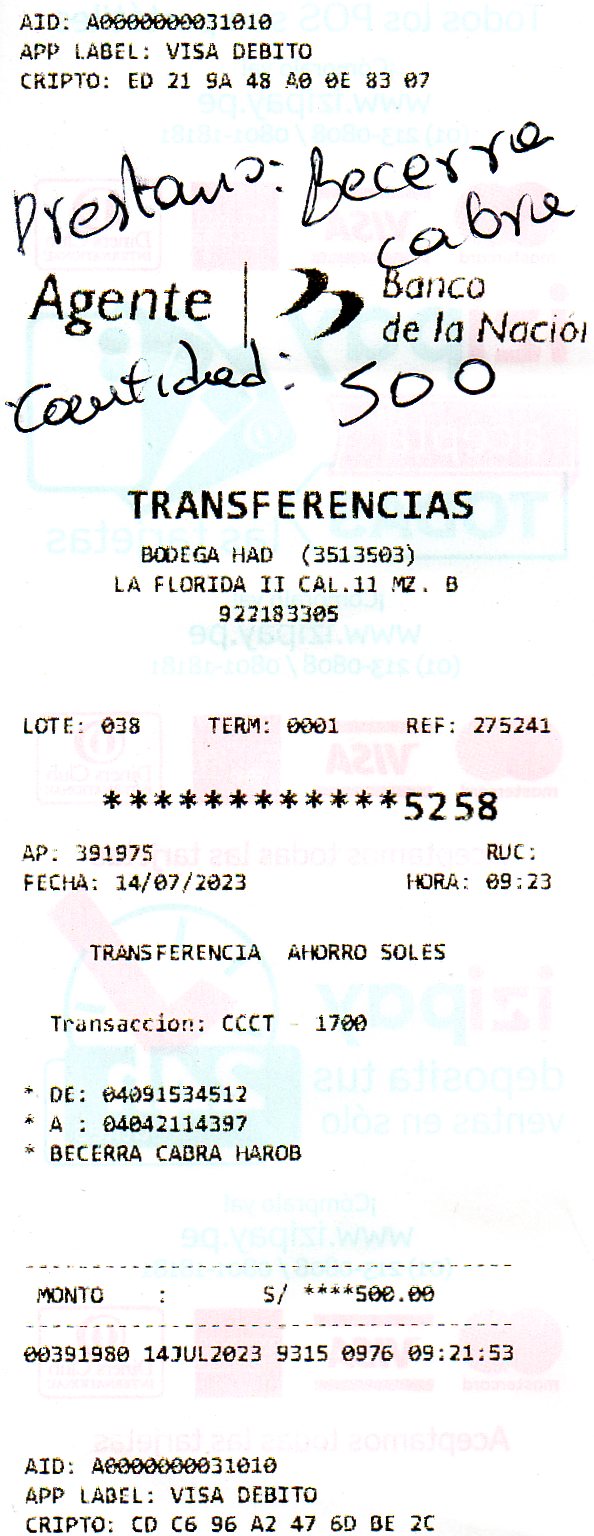 AID: A0000000031010
APP LABEL: VISA DEBITO
CRIPTO: ED 21 9A 48 A0 0E 83 07
Prestamo: Becerra
cabra
Agente | Banco
de la Nación
Cantidad: 500
TRANSFERENCIAS
BODEGA HAD (3513503)
LA FLORIDA II CAL.11 MZ. B
922183305
LOTE: 038 TERM: 0001 REF: 275241
************5258
AP: 391975 RUC:
FECHA: 14/07/2023 HORA: 09:23
TRANSFERENCIA AHORRO SOLES
Transaccion: CCCT - 1700
* DE: 04091534512
* A : 04042114397
* BECERRA CABRA HAROB
MONTO : S/ ****500.00
00391980 14JUL2023 9315 0976 09:21:53
AID: A0000000031010
APP LABEL: VISA DEBITO
CRIPTO: CD C6 96 A2 47 6D BE 2C